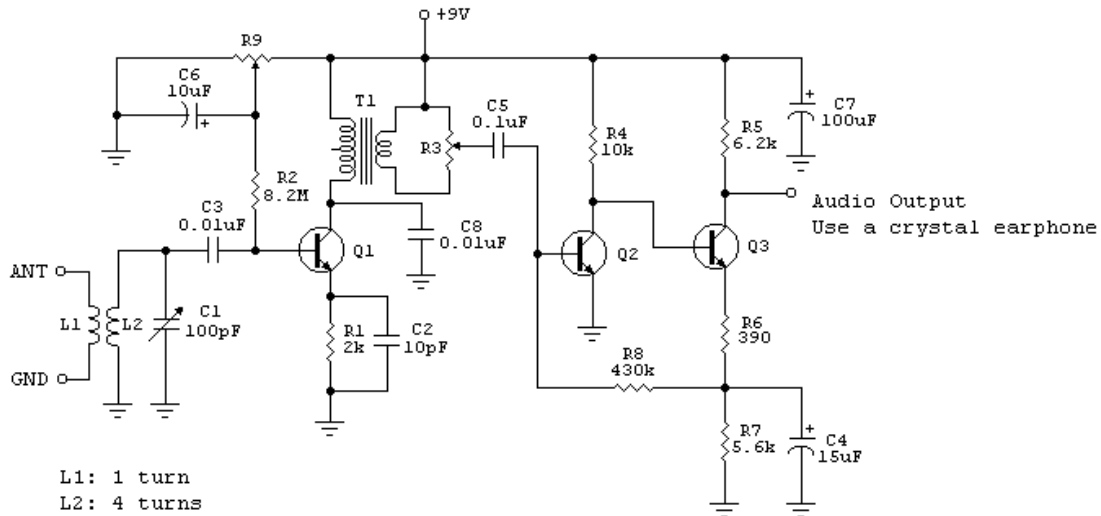 +9V
R9
C6
10uF
+
T1
C5
0.1uF
R3
R4
10k
R5
6.2k
+
C7
100uF
R2
8.2M
C3
0.01uF
Q1
C8
0.01uF
Q2
Q3
Audio Output
Use a crystal earphone
ANT
L1
L2
C1
100pF
GND
R1
2k
C2
10pF
R6
390
R8
430k
R7
5.6k
+
C4
15uF
L1: 1 turn
L2: 4 turns